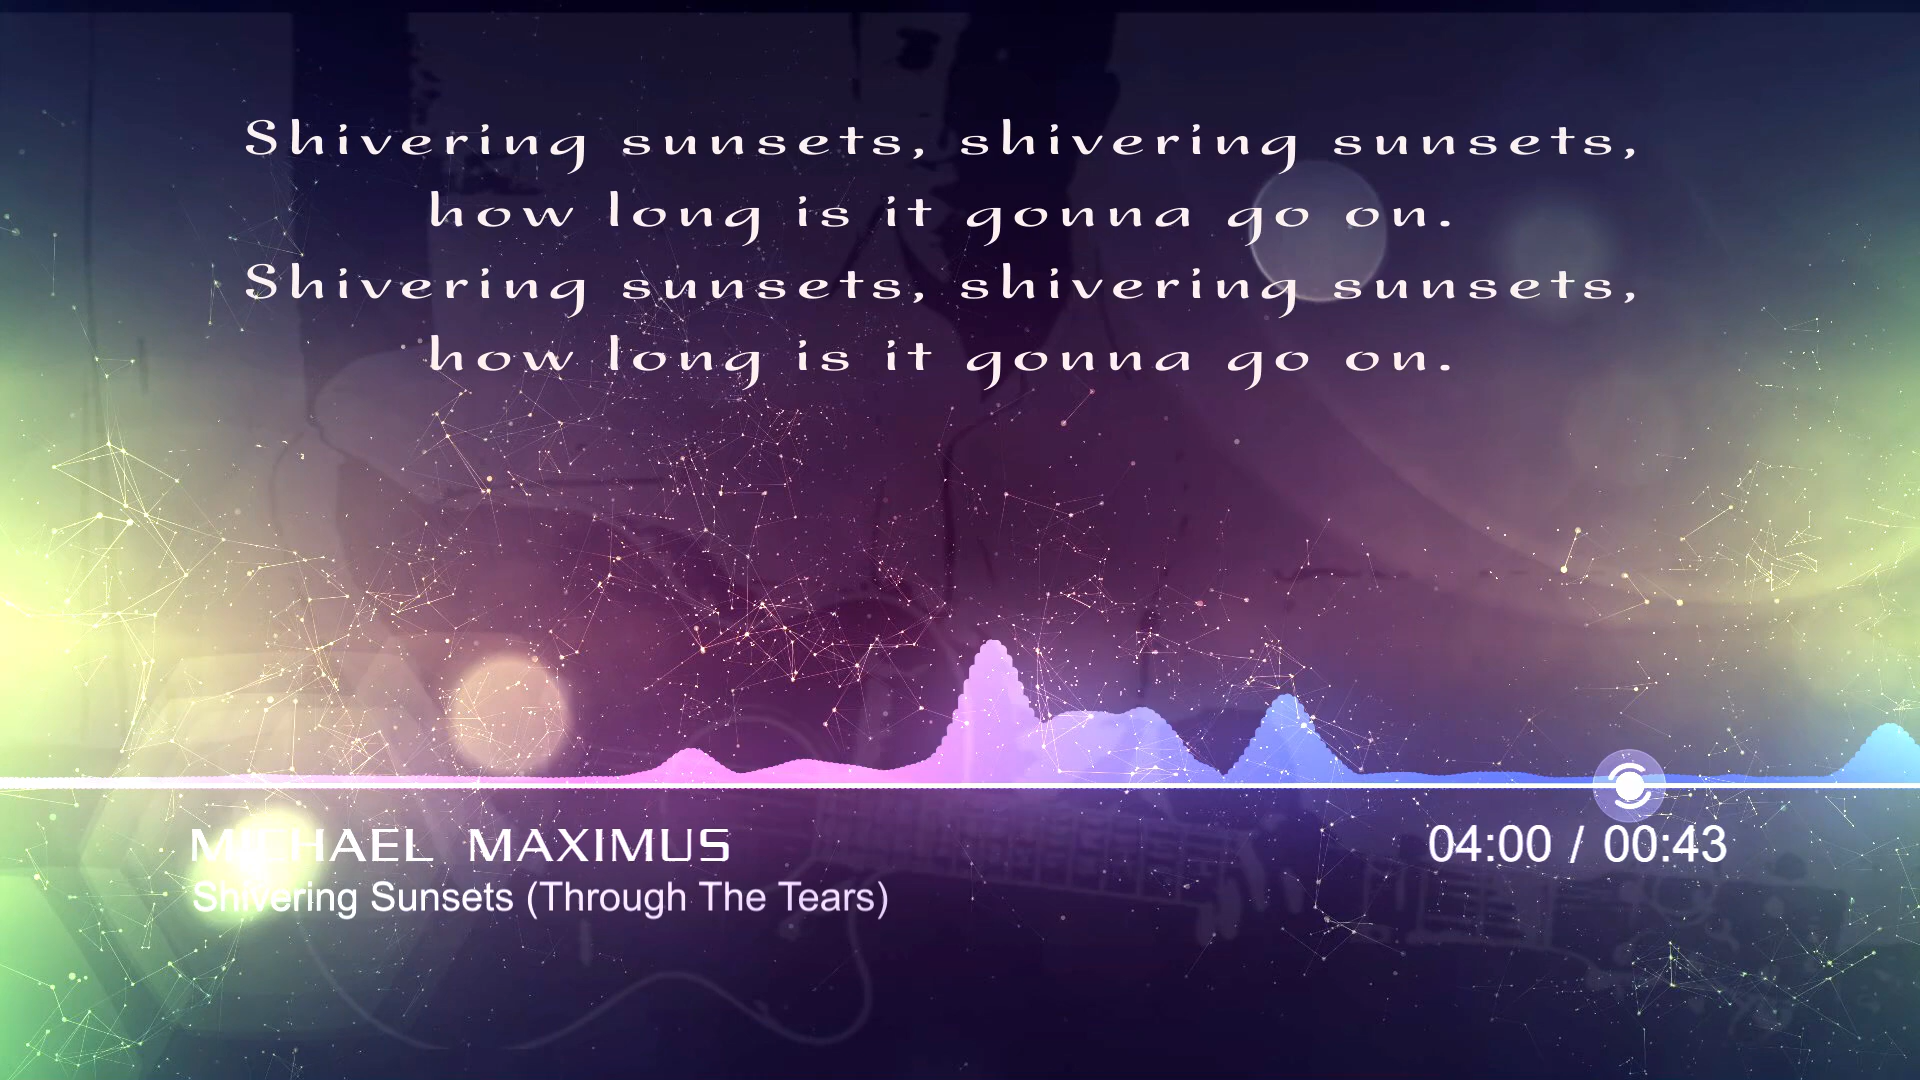 Shivering sunsets, shivering sunsets,
how long is it gonna go on.
Shivering sunsets, shivering sunsets,
how long is it gonna go on.
MICHAEL MAXIMUS
Shivering Sunsets (Through The Tears)
04:00 / 00:43